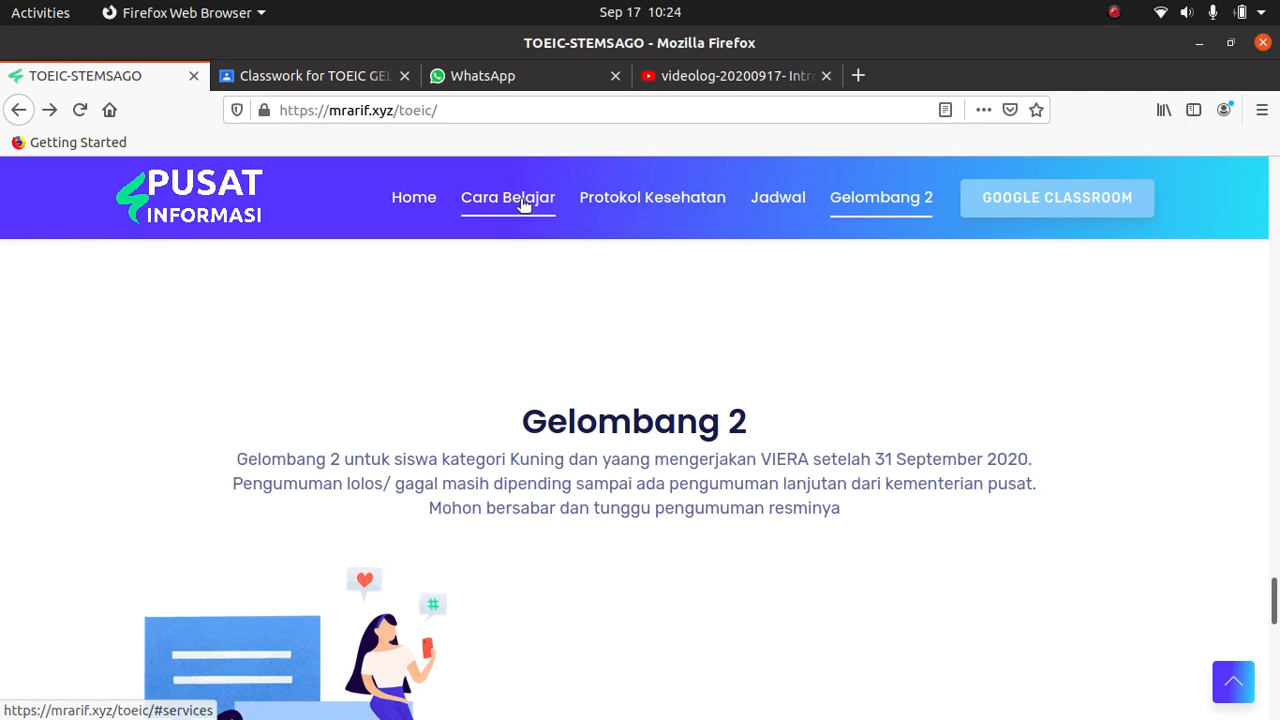 Activities Firefox Web Browser Sep 17 10:24
TOEIC-STEMSAGO - Mozilla Firefox
TOEIC-STEMSAGO Classwork for TOEIC GEL WhatsApp videolog-20200917- Intr
https://mrarif.xyz/toeic/
Getting Started
PUSAT
INFORMASI
Home Cara Belajar Protokol Kesehatan Jadwal Gelombang 2 GOOGLE CLASSROOM
Gelombang 2
Gelombang 2 untuk siswa kategori Kuning dan yaang mengerjakan VIERA setelah 31 September 2020.
Pengumuman lolos/ gagal masih dipending sampai ada pengumuman lanjutan dari kementerian pusat.
Mohon bersabar dan tunggu pengumuman resminya
#
https://mrarif.xyz/toeic/#services